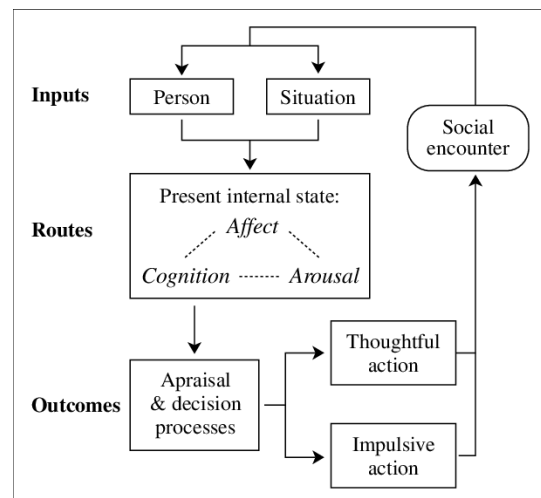 Inputs
Person
Situation
Social
encounter
Routes
Present internal state:
Affect
Cognition
Arousal
Outcomes
Apraisal
& decision
processes
Thoughtful
action
Impulsive
action